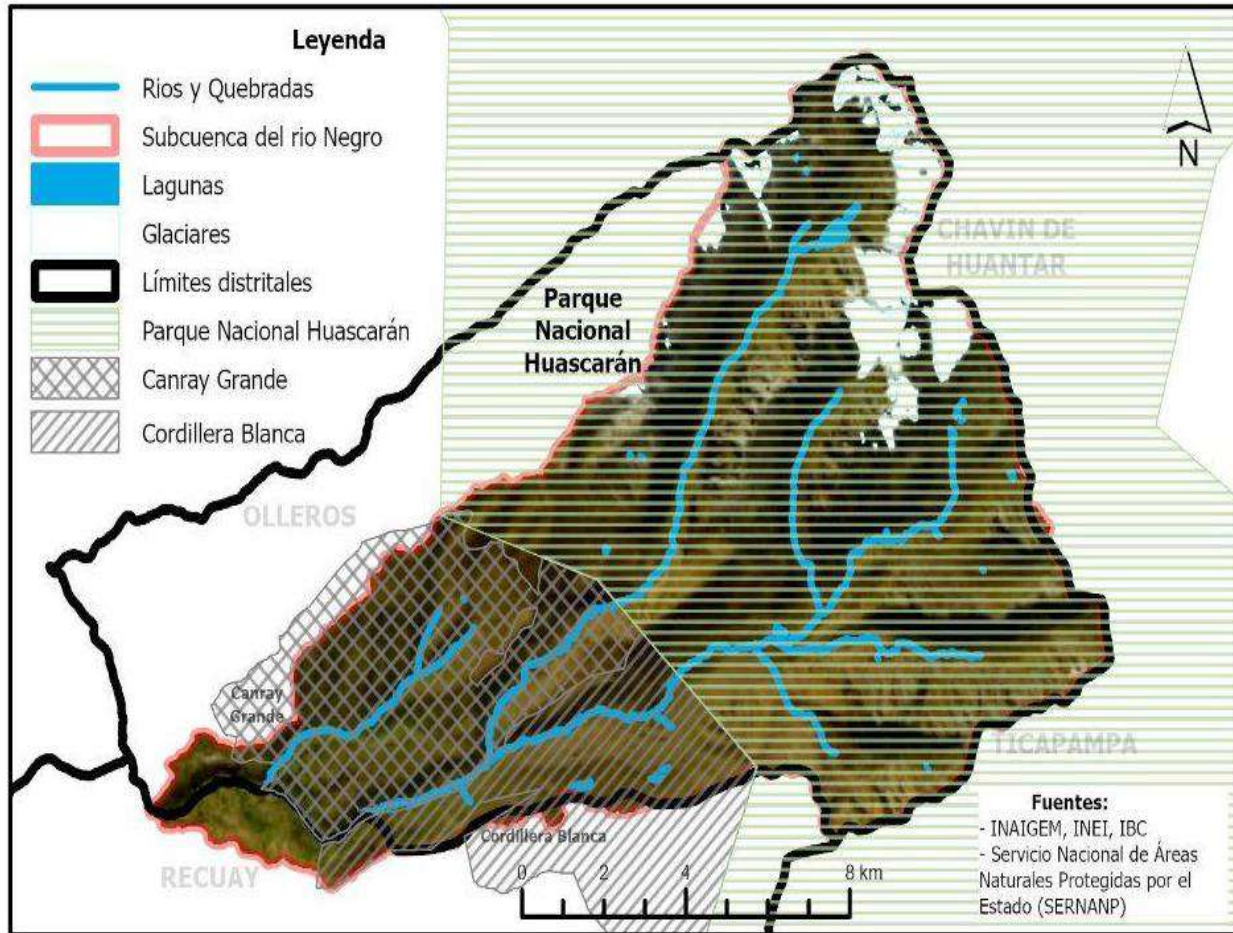 Leyenda
Rios y Quebradas
Subcuenca del rio Negro
Lagunas
Glaciares
Límites distritales
Parque Nacional Huascarán
Canray Grande
Cordillera Blanca
N
CHAVIN DE
HUANTAR
Parque
Nacional
Huascarán
OLLEROS
Canray
Grande
TICAPAMPA
Cordillera Blanca
RECUAY
0 2 4 8 km
Fuentes:
- INAIGEM, INEI, IBC
- Servicio Nacional de Áreas
Naturales Protegidas por el
Estado (SERNANP)